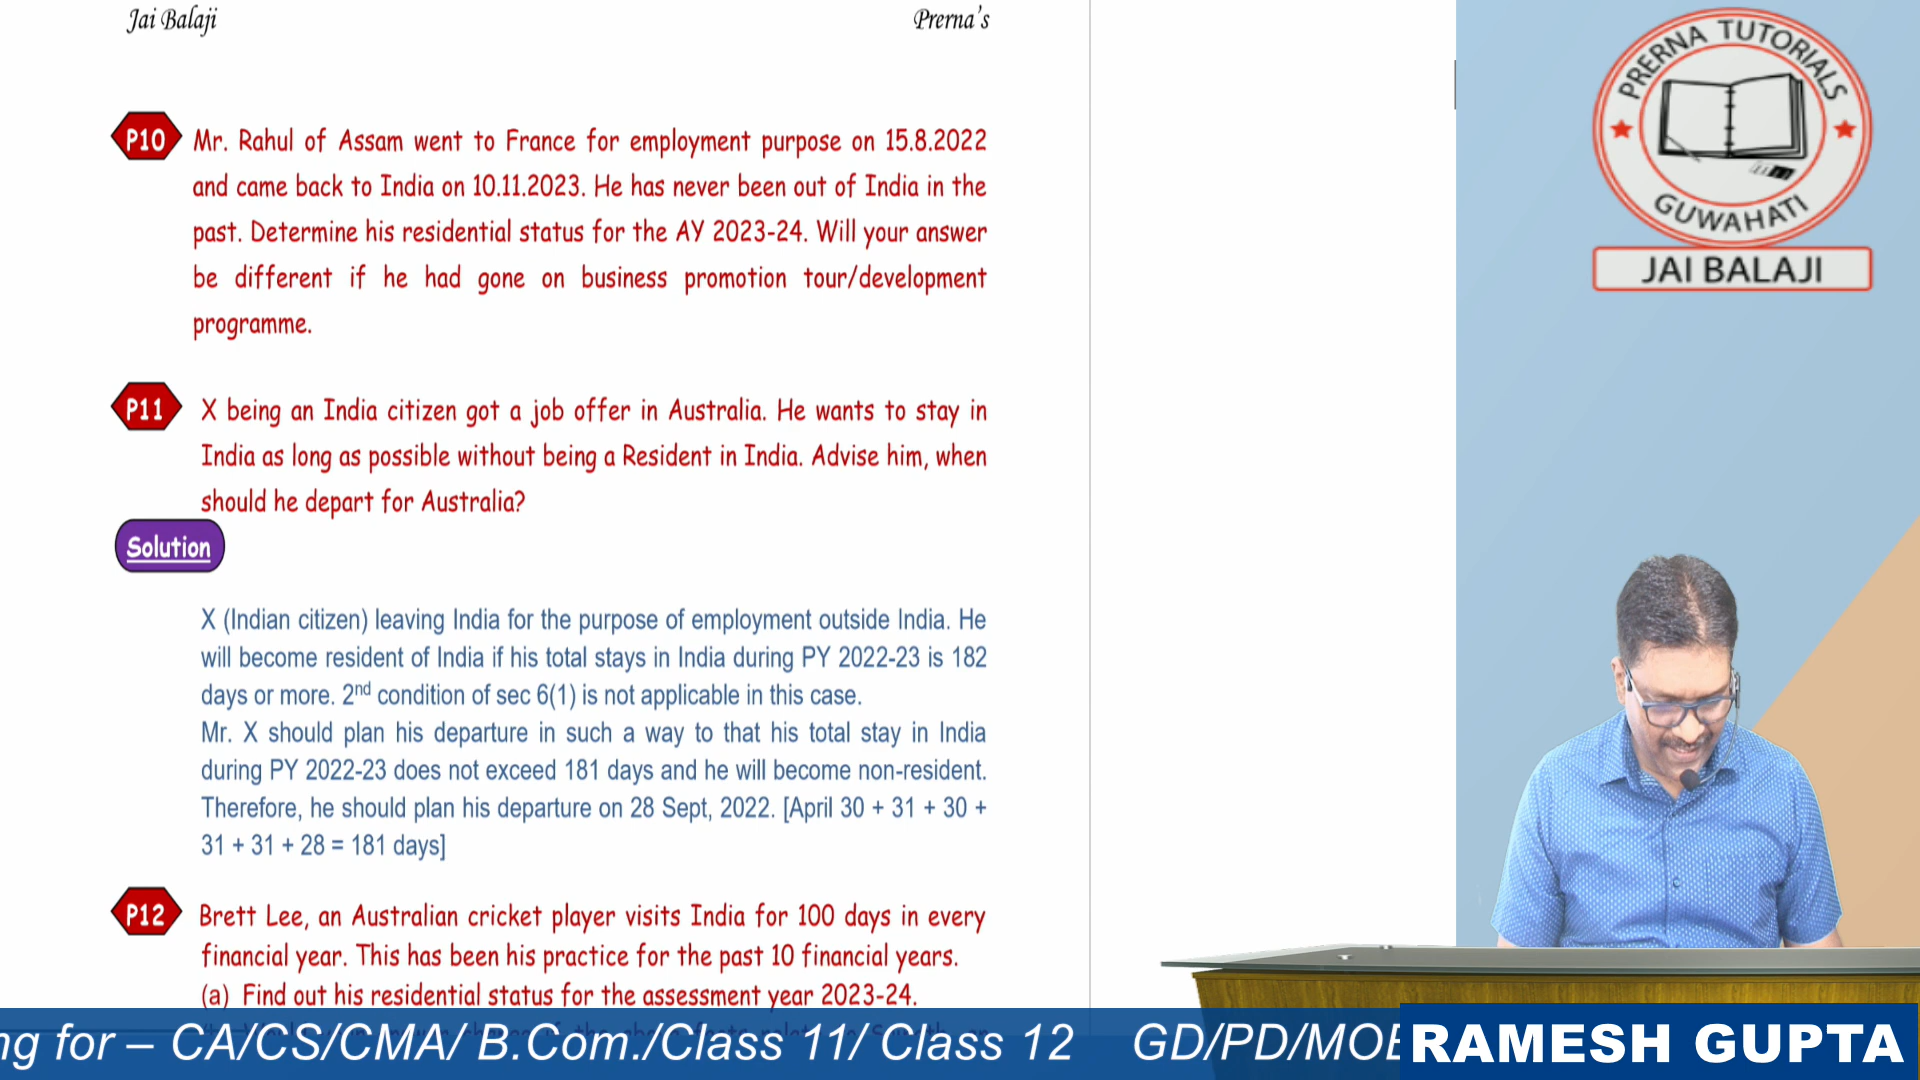 Jai Balaji
Prerna's
P10
Mr. Rahul of Assam went to France for employment purpose on 15.8.2022
and came back to India on 10.11.2023. He has never been out of India in the
past. Determine his residential status for the AY 2023-24. Will your answer
be different if he had gone on business promotion tour/development
programme.
P11
X being an India citizen got a job offer in Australia. He wants to stay in
India as long as possible without being a Resident in India. Advise him, when
should he depart for Australia?
Solution
X (Indian citizen) leaving India for the purpose of employment outside India. He
will become resident of India if his total stays in India during PY 2022-23 is 182
days or more. 2nd condition of sec 6(1) is not applicable in this case.
Mr. X should plan his departure in such a way to that his total stay in India
during PY 2022-23 does not exceed 181 days and he will become non-resident.
Therefore, he should plan his departure on 28 Sept, 2022. [April 30 + 31 + 30 +
31 + 31 + 28 = 181 days]
P12
Brett Lee, an Australian cricket player visits India for 100 days in every
financial year. This has been his practice for the past 10 financial years.
(a) Find out his residential status for the assessment year 2023-24.
PRERNA TUTORIALS
GUWAHATI
JAI BALAJI
ng for – CA/CS/CMA/ B.Com./Class 11/ Class 12 GD/PD/MOE
RAMESH GUPTA